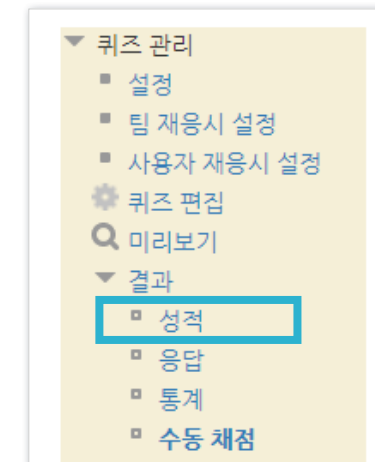 퀴즈 관리
설정
팀 재응시 설정
사용자 재응시 설정
퀴즈 편집
미리보기
결과
성적
응답
통계
수동 채점